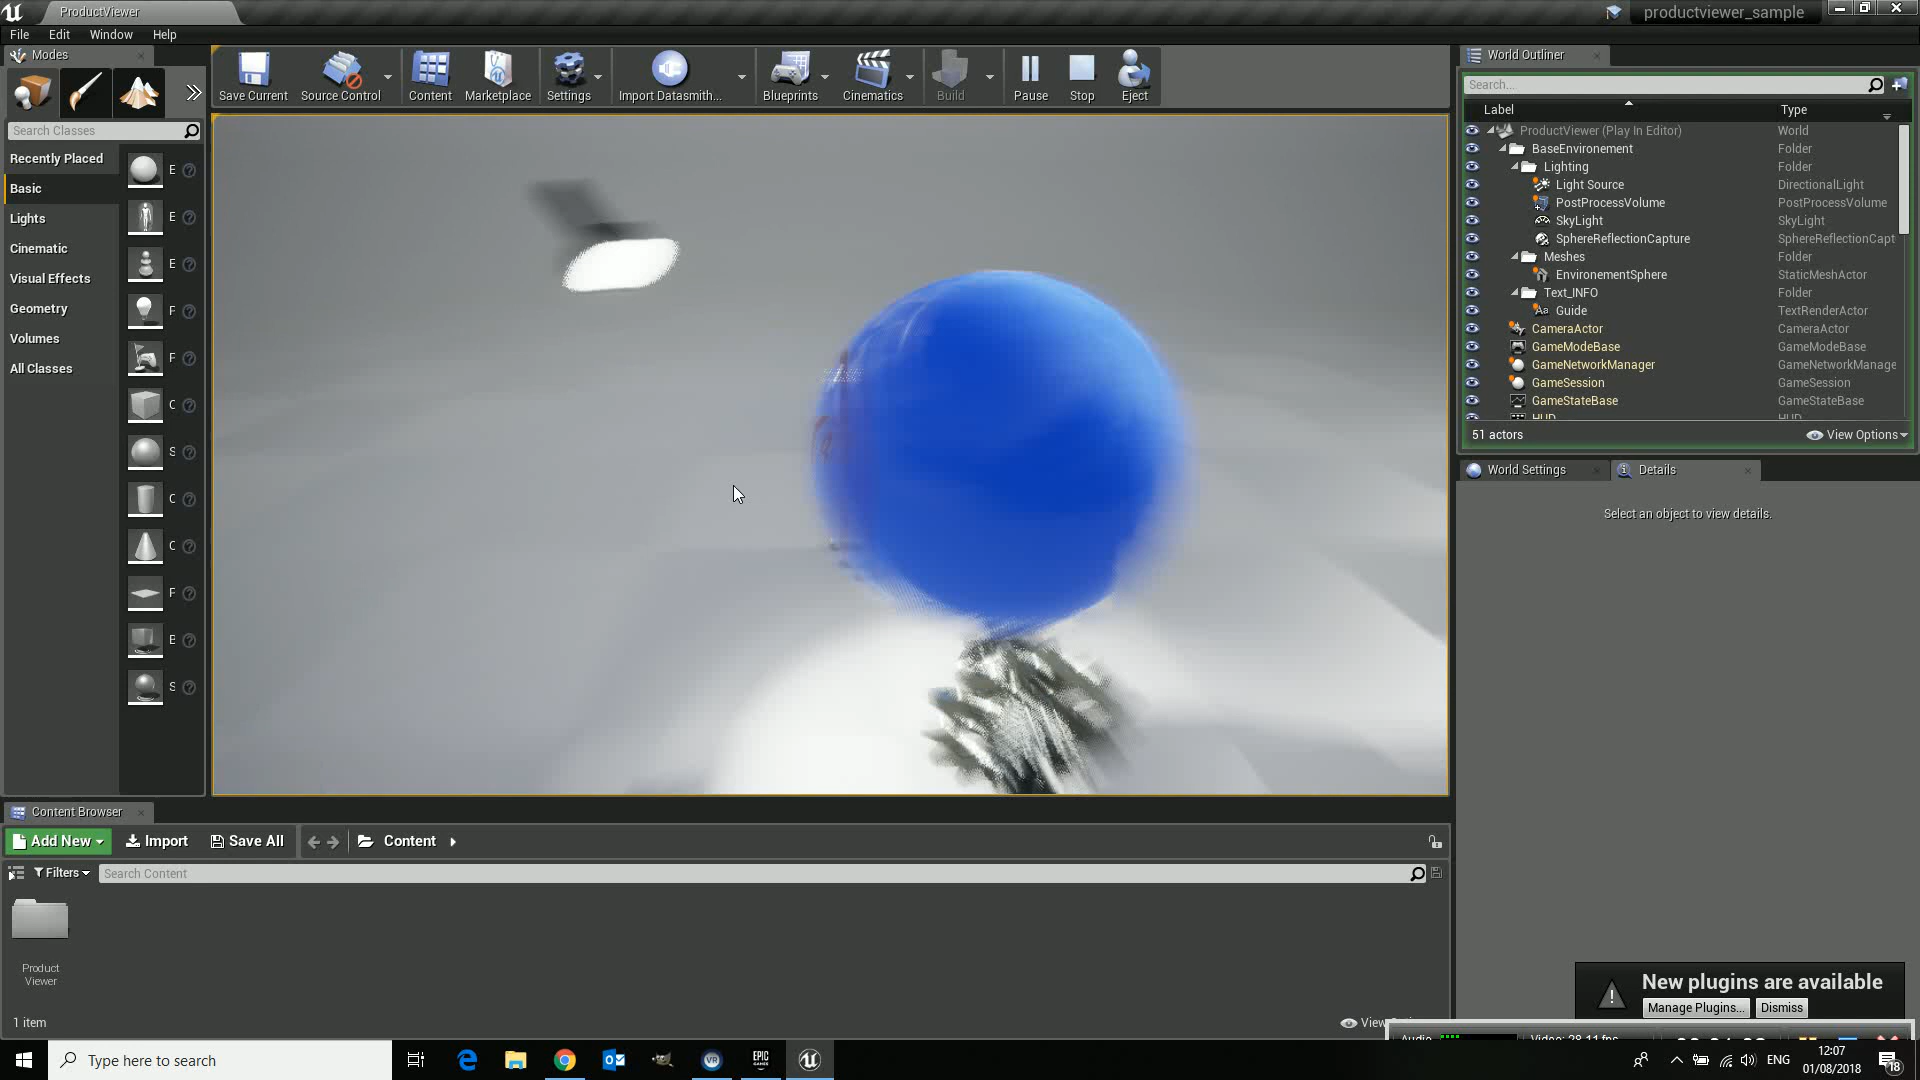 ProductViewer
productviewer_sample
File Edit Window Help
Modes
Save Current
Source Control
Content
Marketplace
Settings
Import Datasmith...
Blueprints
Cinematics
Build
Pause
Stop
Eject
Search Classes
Recently Placed
Basic
Lights
Cinematic
Visual Effects
Geometry
Volumes
All Classes
E
E
E
F
F
C
S
C
C
F
E
S
World Outliner
Search...
Label Type
ProductViewer (Play In Editor) World
BaseEnvironement Folder
Lighting Folder
Light Source DirectionalLight
PostProcessVolume PostProcessVolume
SkyLight SkyLight
SphereReflectionCapture SphereReflectionCapt
Meshes Folder
EnvironementSphere StaticMeshActor
Text_INFO Folder
Guide TextRenderActor
CameraActor CameraActor
GameModeBase GameModeBase
GameNetworkManager GameNetworkManage
GameSession GameSession
GameStateBase GameStateBase
HUD HUD
51 actors View Options
World Settings Details
Select an object to view details.
Content Browser
Add New Import Save All Content
Filters Search Content
Product
Viewer
1 item
New plugins are available
Manage Plugins... Dismiss
Type here to search
VR
EPIC
GAMES
ENG
12:07
01/08/2018
18